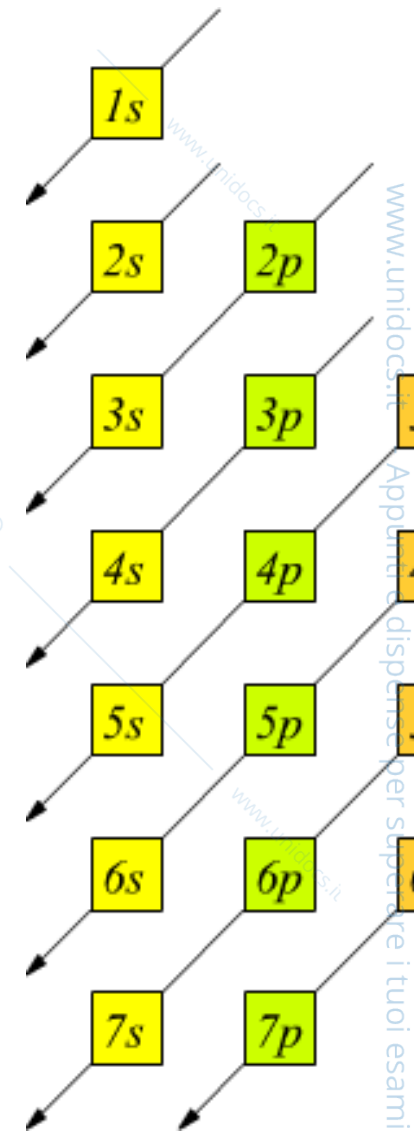 1s
www.unidocs.it
2s 2p
3s 3p
4s 4p
5s 5p
www.unidocs.it
6s 6p
7s 7p
www.unidocs.it Appunti e dispense per superare i tuoi esami